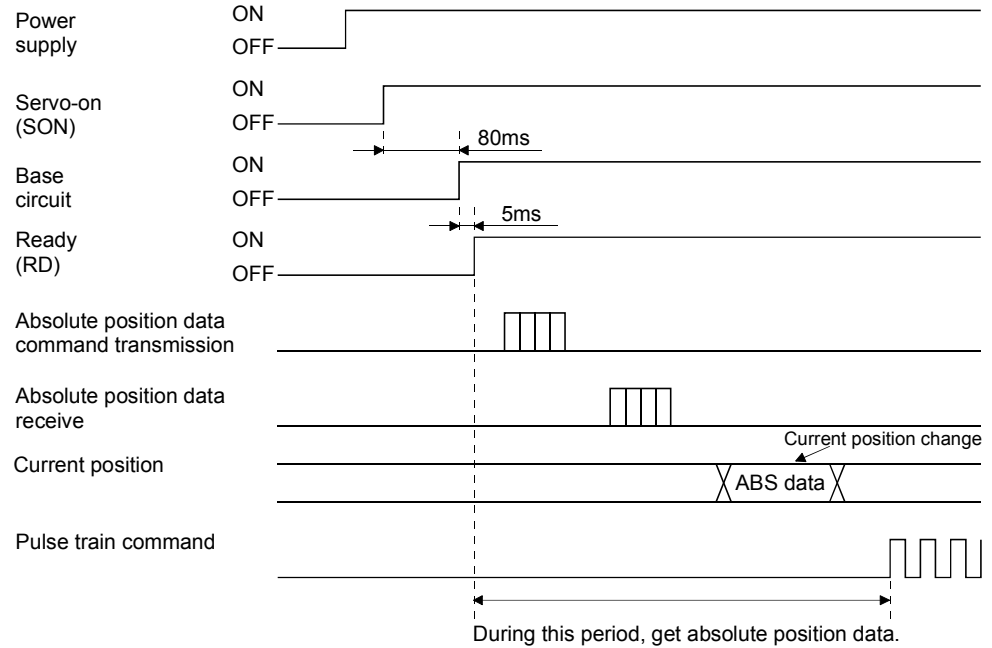 Power
supply
ON
OFF
Servo-on
(SON)
ON
OFF
80ms
Base
circuit
ON
OFF
5ms
Ready
(RD)
ON
OFF
Absolute position data
command transmission
Absolute position data
receive
Current position change
Current position
ABS data
Pulse train command
During this period, get absolute position data.